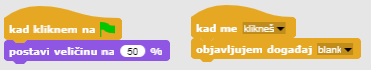 kad kliknem na
postavi veličinu na 50 %
kad me klikneš
objavljujem događaj blank